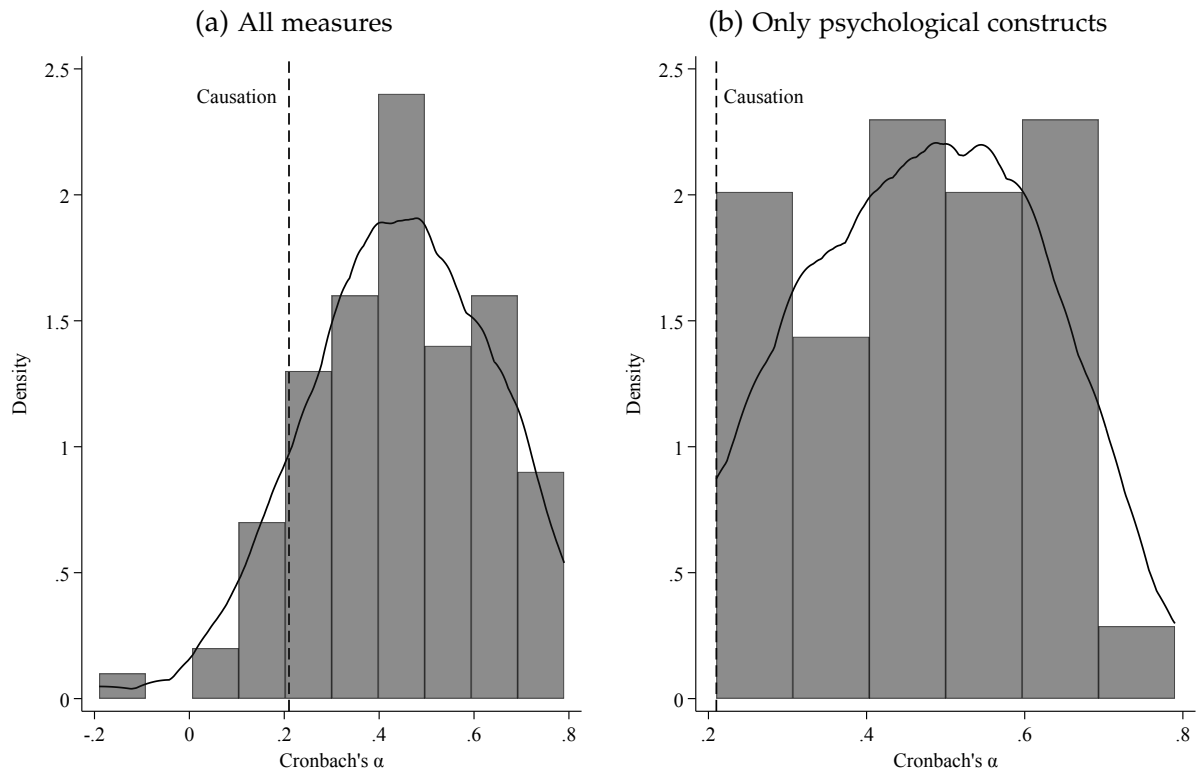 (a) All measures
2.5
Causation
2
1.5
Density
1
.5
0
-.2 0 .2 .4 .6 .8
Cronbach's α
(b) Only psychological constructs
2.5
Causation
2
1.5
Density
1
.5
0
.2 .4 .6 .8
Cronbach's α